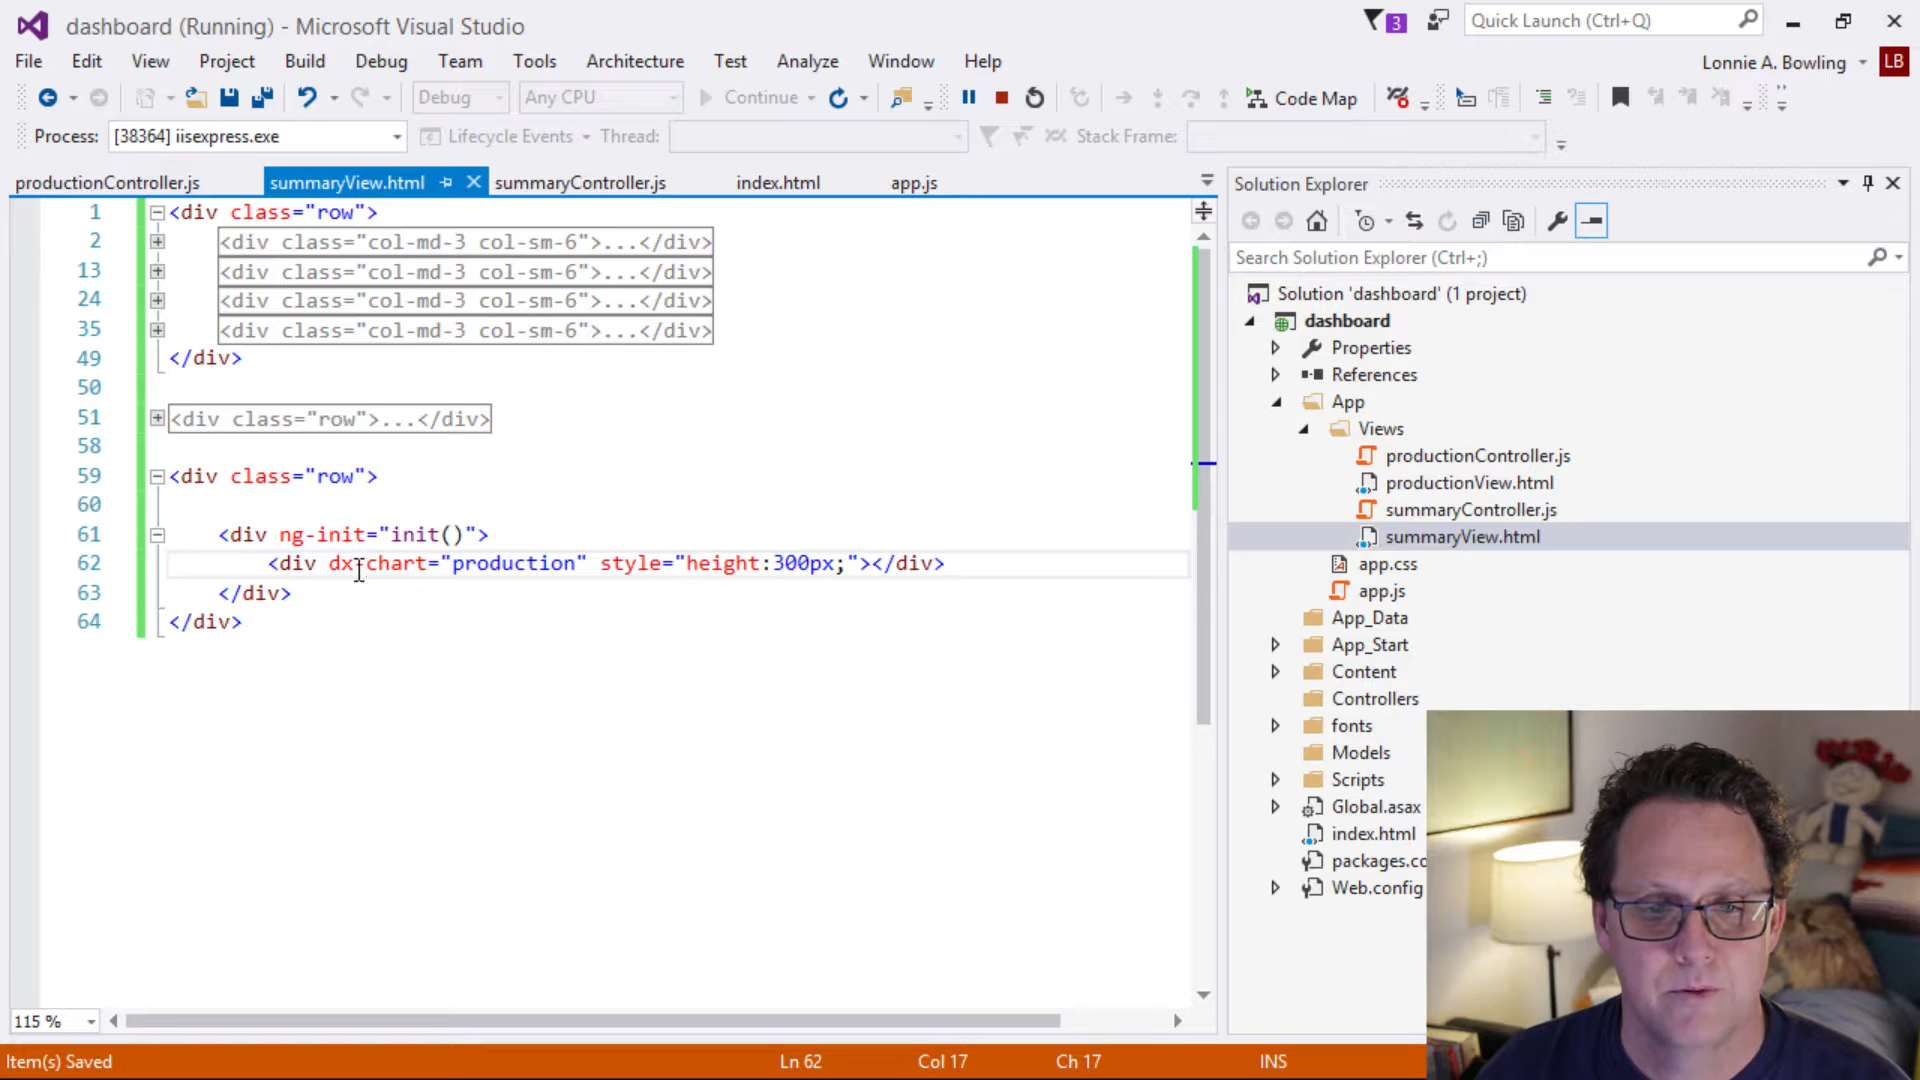 dashboard (Running) - Microsoft Visual Studio
3
Quick Launch (Ctrl+Q)
File Edit View Project Build Debug Team Tools Architecture Test Analyze Window Help
Lonnie A. Bowling LB
Debug Any CPU Continue Code Map
Process: [38364] iisexpress.exe Lifecycle Events Thread: Stack Frame:
productionController.js summaryView.html summaryController.js index.html app.js
1 <div class="row">
2 <div class="col-md-3 col-sm-6">...</div>
13 <div class="col-md-3 col-sm-6">...</div>
24 <div class="col-md-3 col-sm-6">...</div>
35 <div class="col-md-3 col-sm-6">...</div>
49 </div>
50
51 <div class="row">...</div>
58
59 <div class="row">
60
61 <div ng-init="init()">
62 <div dx-chart="production" style="height:300px;"></div>
63 </div>
64 </div>
115 %
Solution Explorer
Search Solution Explorer (Ctrl+;)
Solution 'dashboard' (1 project)
dashboard
Properties
References
App
Views
productionController.js
productionView.html
summaryController.js
summaryView.html
app.css
app.js
App_Data
App_Start
Content
Controllers
fonts
Models
Scripts
Global.asax
index.html
packages.co
Web.config
Item(s) Saved Ln 62 Col 17 Ch 17 INS